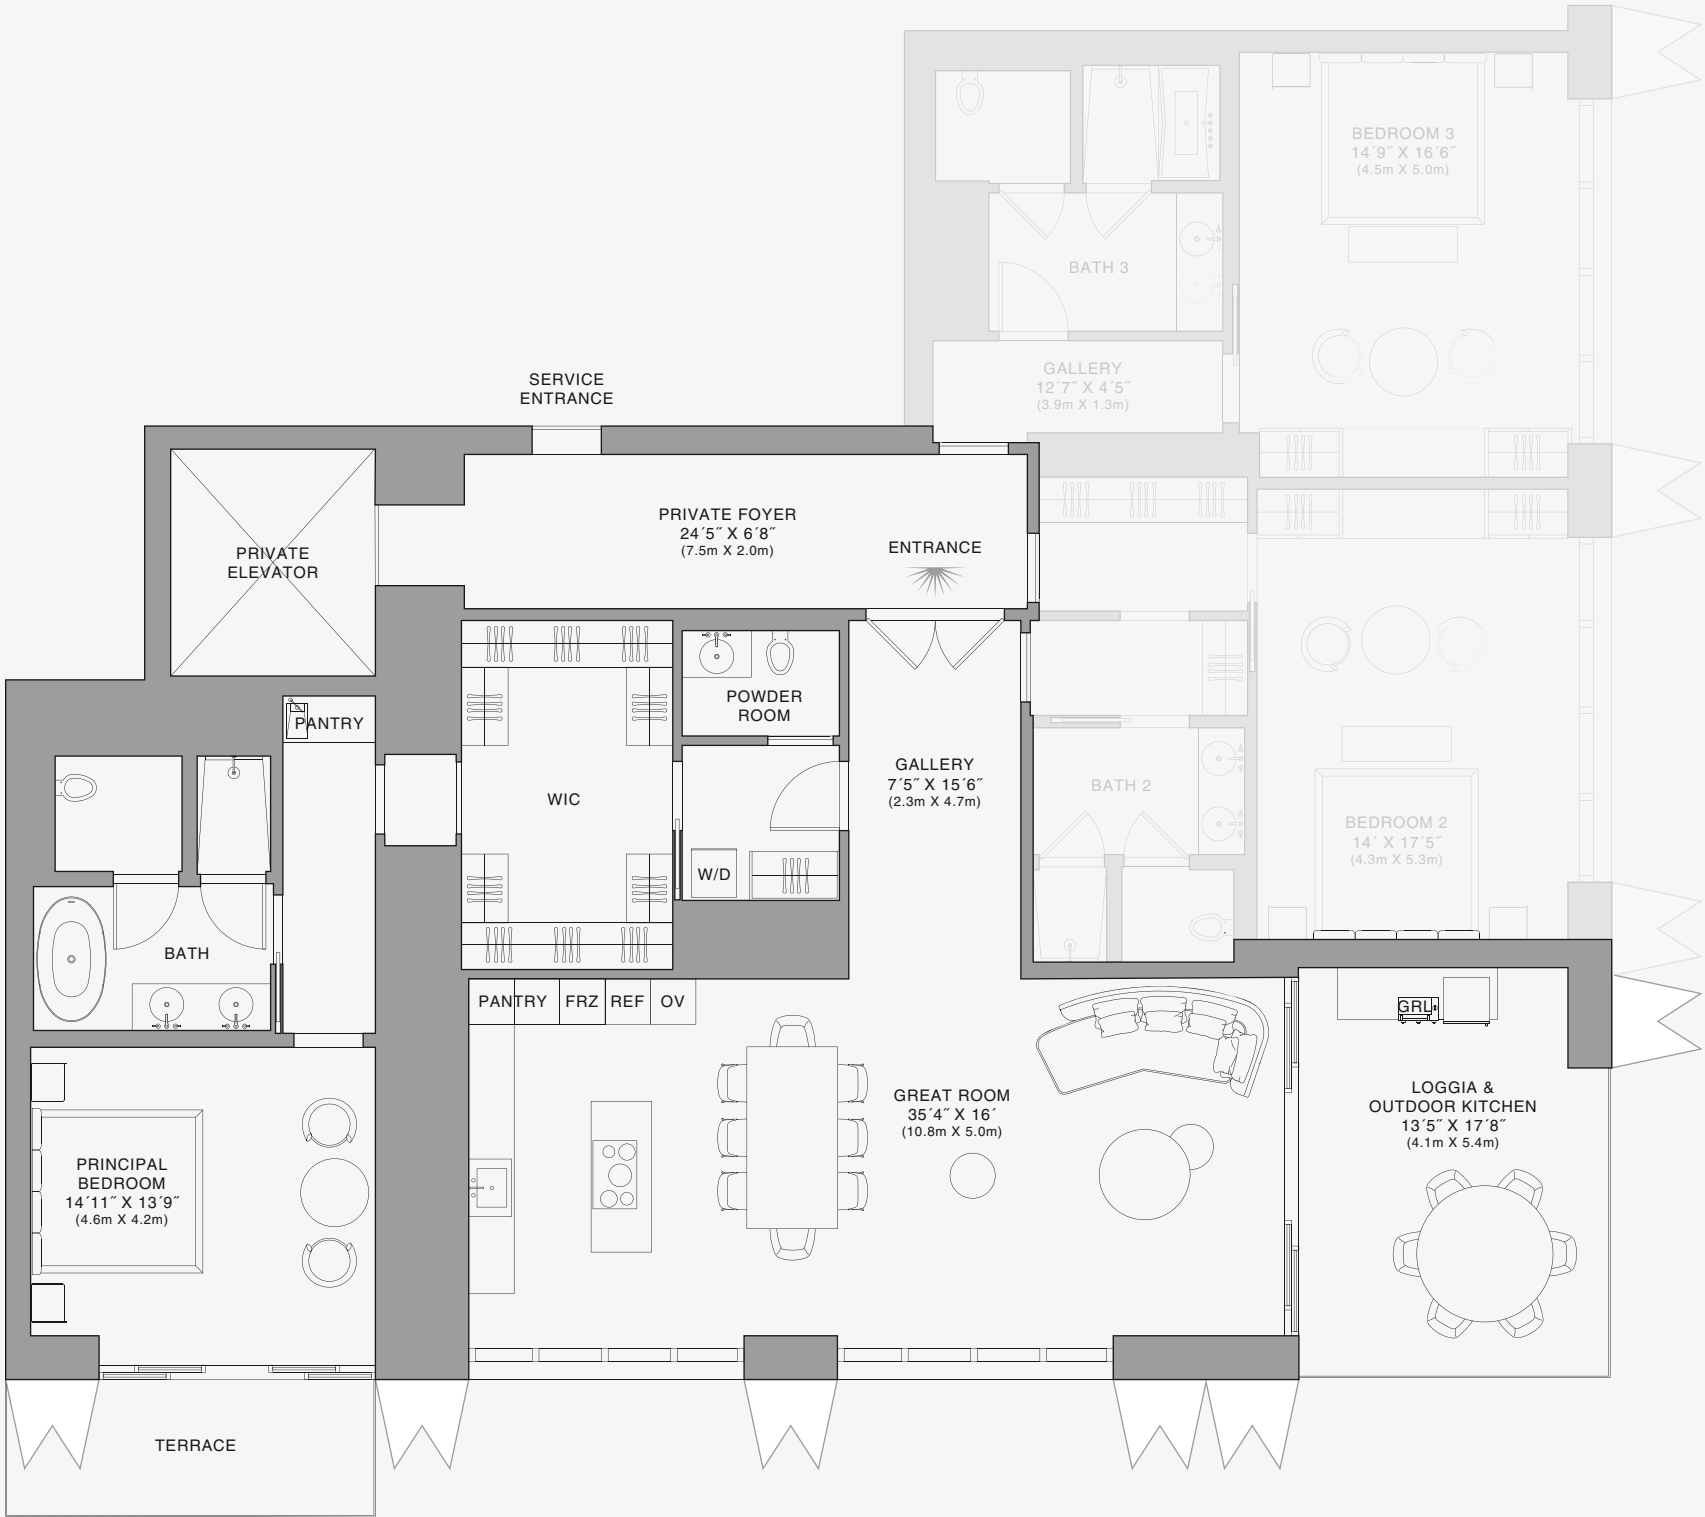 BEDROOM 3
14´9˝ X 16´6˝
(4.5m X 5.0m)
BATH 3
GALLERY
12´7˝ X 4´5˝
(3.9m X 1.3m)
SERVICE
ENTRANCE
PRIVATE FOYER
24´5˝ X 6´8˝
(7.5m X 2.0m)
ENTRANCE
PRIVATE
ELEVATOR
POWDER
ROOM
PANTRY
GALLERY
7´5˝ X 15´6˝
(2.3m X 4.7m)
WIC
BATH 2
BEDROOM 2
14´ X 17´5˝
(4.3m X 5.3m)
W/D
BATH
PANTRY
FRZ
REF
OV
GRL
GREAT ROOM
35´4˝ X 16´
(10.8m X 5.0m)
LOGGIA &
OUTDOOR KITCHEN
13´5˝ X 17´8˝
(4.1m X 5.4m)
PRINCIPAL
BEDROOM
14´11˝ X 13´9˝
(4.6m X 4.2m)
TERRACE